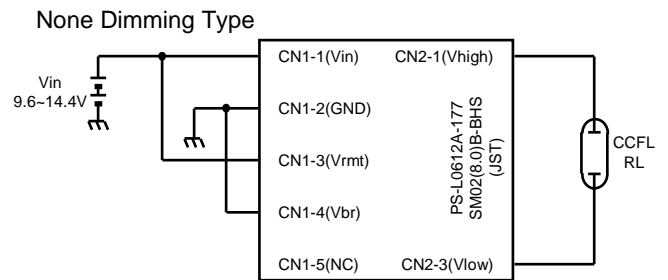 None Dimming Type
Vin
9.6~14.4V
CN1-1(Vin)
CN1-2(GND)
CN1-3(Vrmt)
CN1-4(Vbr)
CN1-5(NC)
CN2-1(Vhigh)
PS-L0612A-177
SM02(8.0)B-BHS
(JST)
CN2-3(Vlow)
CCFL
RL